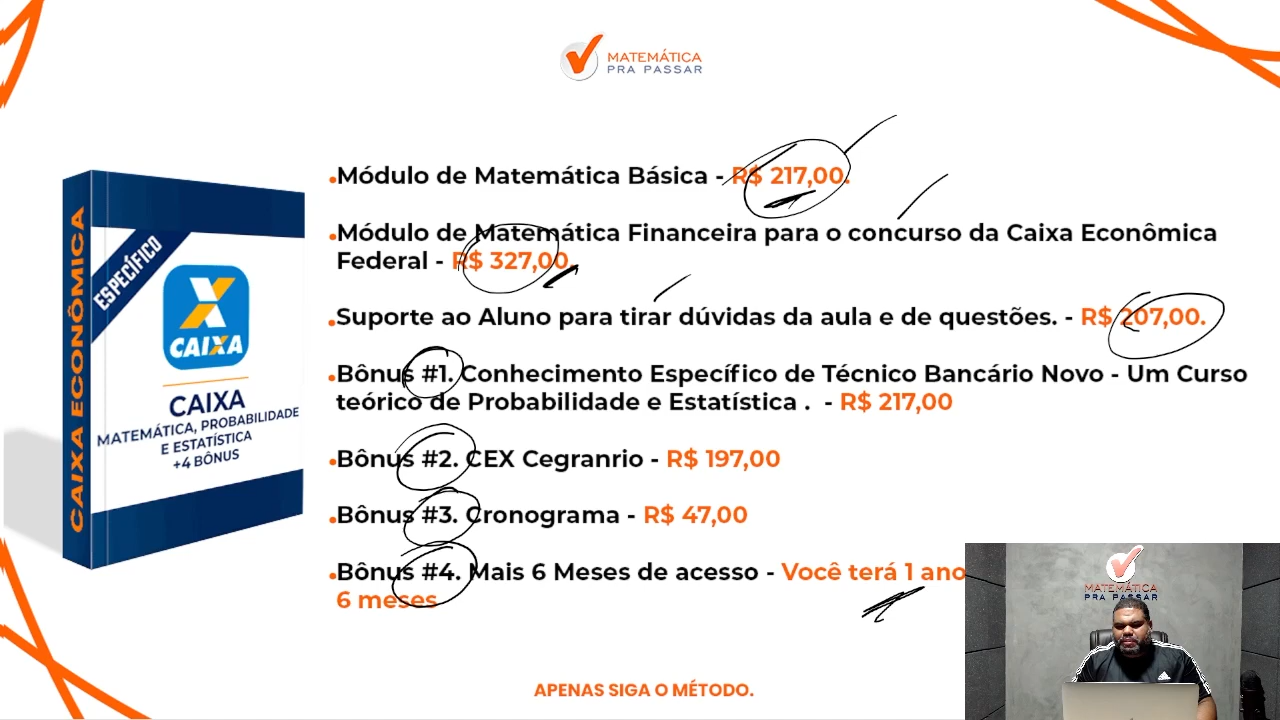 MATEMÁTICA
PRA PASSAR
•Módulo de Matemática Básica - R$ 217,00.
•Módulo de Matemática Financeira para o concurso da Caixa Econômica
Federal - R$ 327,00.
•Suporte ao Aluno para tirar dúvidas da aula e de questões. - R$ 207,00.
•Bônus #1. Conhecimento Específico de Técnico Bancário Novo - Um Curso
teórico de Probabilidade e Estatística . - R$ 217,00
•Bônus #2. CEX Cegranrio - R$ 197,00
•Bônus #3. Cronograma - R$ 47,00
•Bônus #4. Mais 6 Meses de acesso - Você terá 1 ano
6 meses
CAIXA ECONÔMICA
ESPECÍFICO
CAIXA
CAIXA
MATEMÁTICA, PROBABILIDADE
E ESTATÍSTICA
+4 BÔNUS
MATEMÁTICA
PRA PASSAR
APENAS SIGA O MÉTODO.